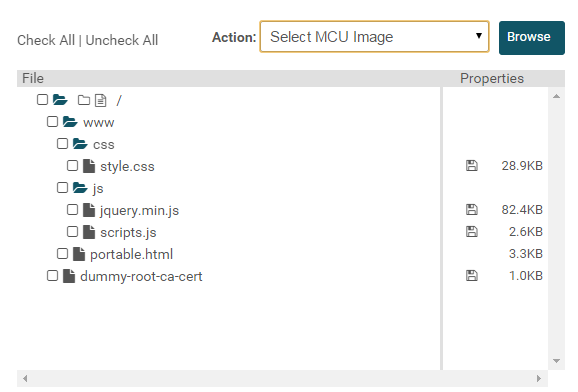 Check All | Uncheck All Action: Select MCU Image Browse
File Properties
/
www
css
style.css 28.9KB
js
jquery.min.js 82.4KB
scripts.js 2.6KB
portable.html 3.3KB
dummy-root-ca-cert 1.0KB